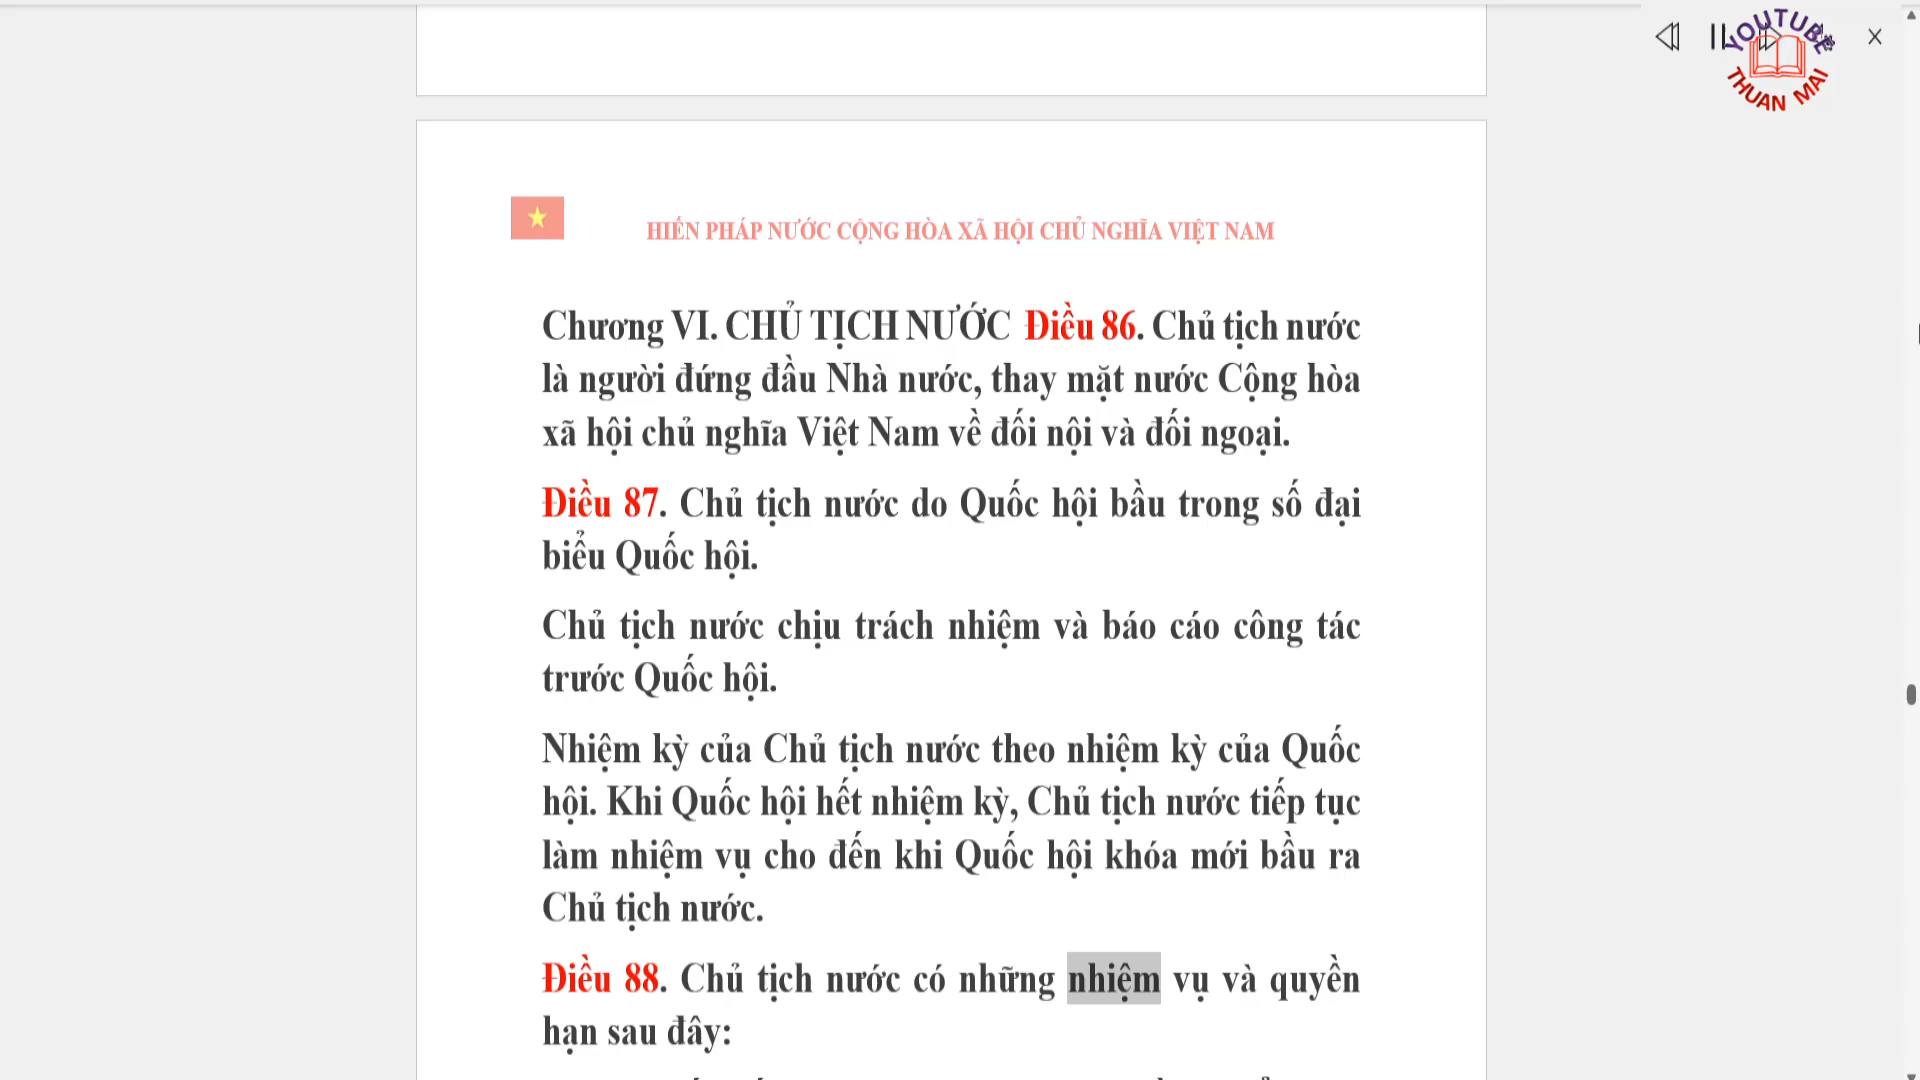 YOUTUBE
THUAN MAI
HIẾN PHÁP NƯỚC CỘNG HÒA XÃ HỘI CHỦ NGHĨA VIỆT NAM
Chương VI. CHỦ TỊCH NƯỚC Điều 86. Chủ tịch nước
là người đứng đầu Nhà nước, thay mặt nước Cộng hòa
xã hội chủ nghĩa Việt Nam về đối nội và đối ngoại.
Điều 87. Chủ tịch nước do Quốc hội bầu trong số đại
biểu Quốc hội.
Chủ tịch nước chịu trách nhiệm và báo cáo công tác
trước Quốc hội.
Nhiệm kỳ của Chủ tịch nước theo nhiệm kỳ của Quốc
hội. Khi Quốc hội hết nhiệm kỳ, Chủ tịch nước tiếp tục
làm nhiệm vụ cho đến khi Quốc hội khóa mới bầu ra
Chủ tịch nước.
Điều 88. Chủ tịch nước có những nhiệm vụ và quyền
hạn sau đây: